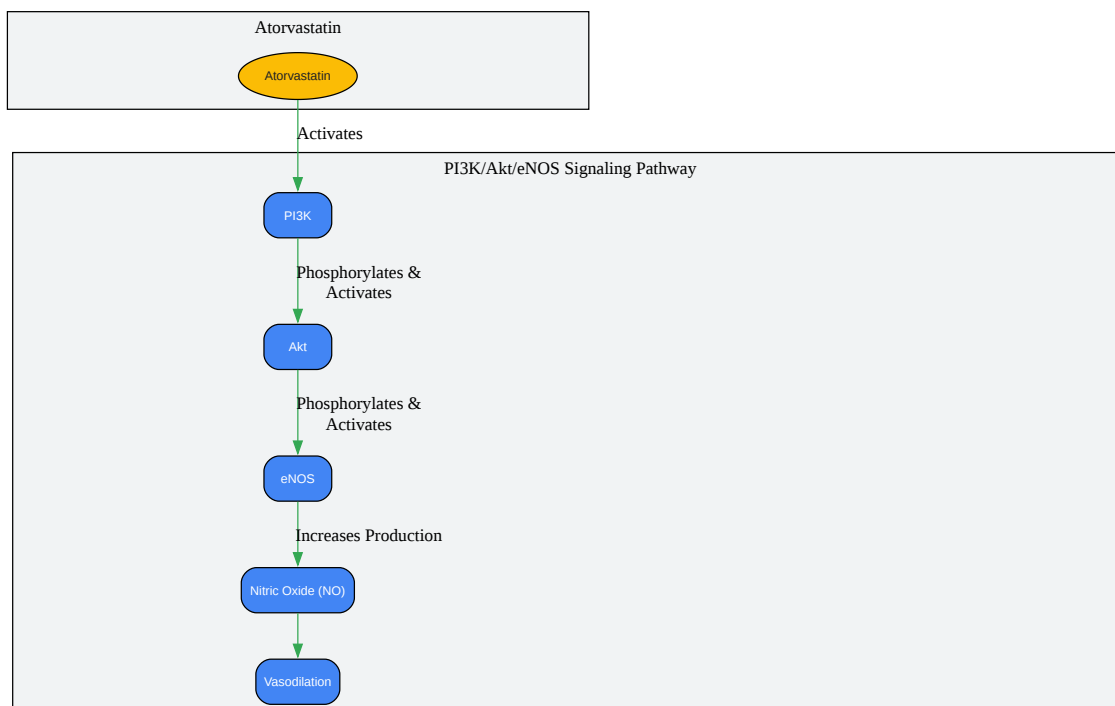 Atorvastatin
Atorvastatin
Activates
PI3K/Akt/eNOS Signaling Pathway
PI3K
Phosphorylates &
Activates
Akt
Phosphorylates &
Activates
eNOS
Increases Production
Nitric Oxide (NO)
Vasodilation